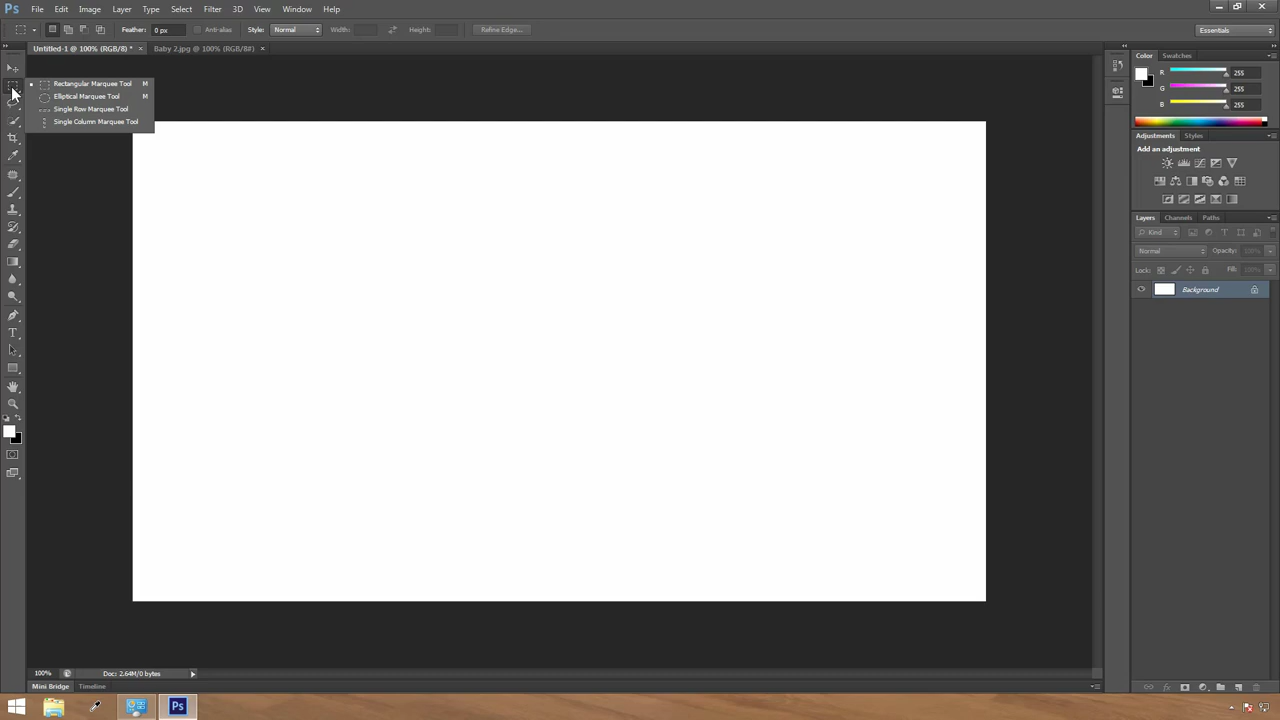 Ps File Edit Image Layer Type Select Filter 3D View Window Help
Feather: 0 px Anti-alias Style: Normal Width: Height: Refine Edge... Essentials
Untitled-1 @ 100% (RGB/8) * × Baby 2.jpg @ 100% (RGB/8#) ×
Rectangular Marquee Tool M
Elliptical Marquee Tool M
Single Row Marquee Tool
Single Column Marquee Tool
Color Swatches
R 255
G 255
B 255
Adjustments Styles
Add an adjustment
Layers Channels Paths
Kind
Normal Opacity: 100%
Lock: Fill: 100%
Background
100% Doc: 2.64M/0 bytes
Mini Bridge Timeline
Ps